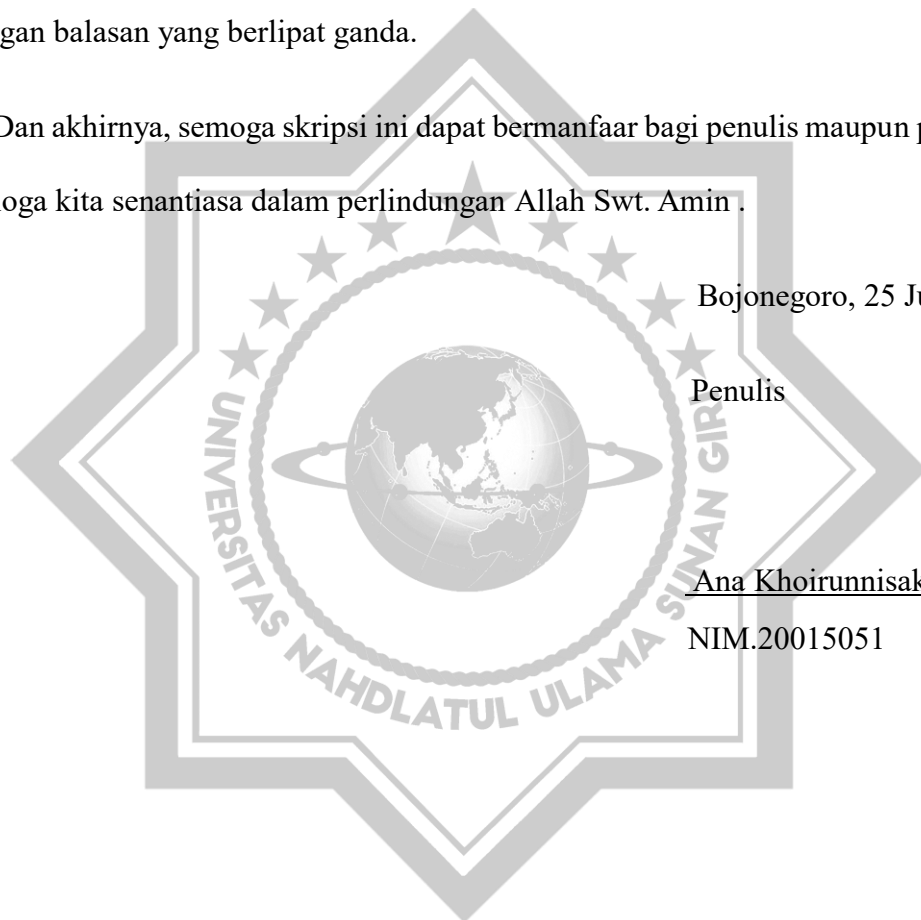 gan balasan yang berlipat ganda.
Dan akhirnya, semoga skripsi ini dapat bermanfaar bagi penulis maupun p
oga kita senantiasa dalam perlindungan Allah Swt. Amin .
Bojonegoro, 25 Ju
Penulis
Ana Khoirunnisak
NIM.20015051
UNIVERSITAS NAHDLATUL ULAMA SUNAN GIRI